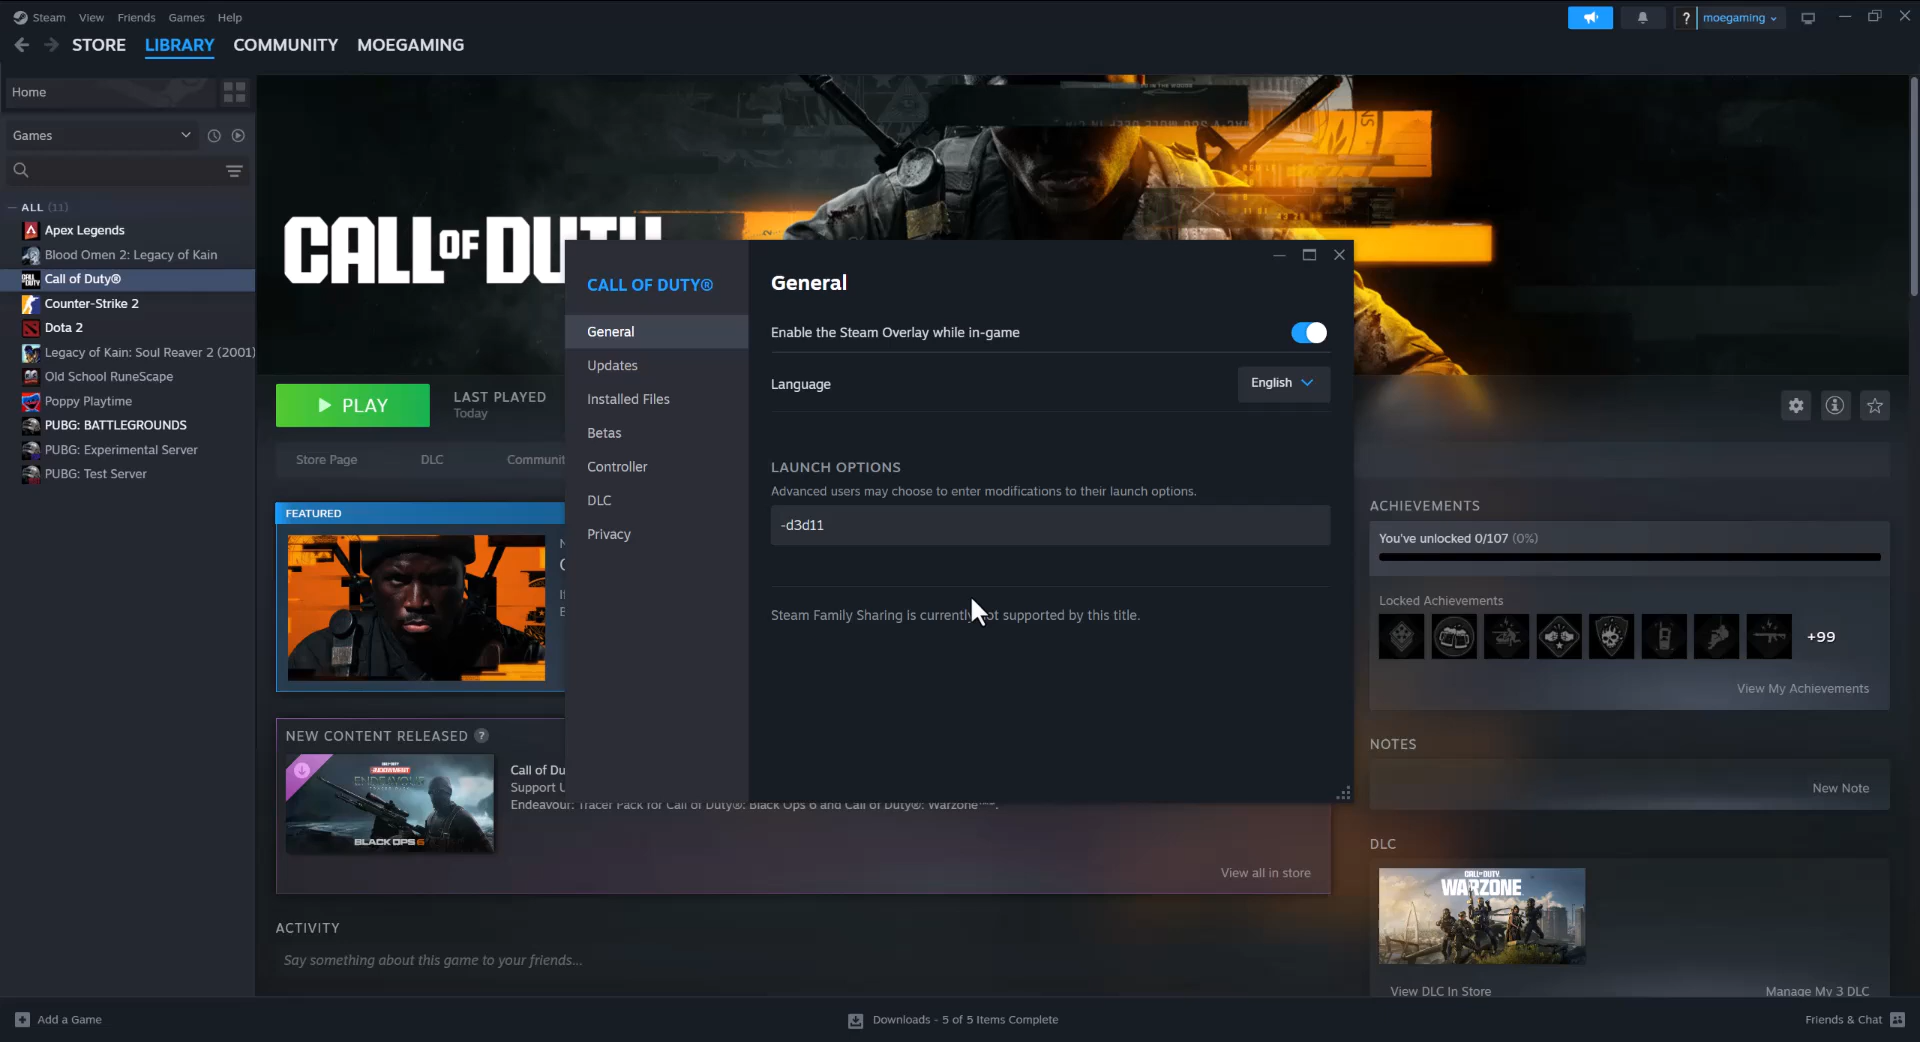 Steam View Friends Games Help
? moegaming
STORE LIBRARY COMMUNITY MOEGAMING
Home
Games
ALL (11)
Apex Legends
Blood Omen 2: Legacy of Kain
Call of Duty®
Counter-Strike 2
Dota 2
Legacy of Kain: Soul Reaver 2 (2001)
Old School RuneScape
Poppy Playtime
PUBG: BATTLEGROUNDS
PUBG: Experimental Server
PUBG: Test Server
CALL OF DUTY
PLAY
LAST PLAYED
Today
Store Page DLC
FEATURED
NEW CONTENT RELEASED ?
ENDEAVOUR
BLACK OPS 6
Call of Du
Support U
Endeavour: Tracer Pack for Call of Duty®: Black Ops 6 and Call of Duty®: Warzone™.
View all in store
ACTIVITY
Say something about this game to your friends...
CALL OF DUTY®
General
Updates
Installed Files
Betas
Controller
DLC
Privacy
General
Enable the Steam Overlay while in-game
Language English
LAUNCH OPTIONS
Advanced users may choose to enter modifications to their launch options.
-d3d11
Steam Family Sharing is currently not supported by this title.
ACHIEVEMENTS
You've unlocked 0/107 (0%)
Locked Achievements
+99
View My Achievements
NOTES
New Note
DLC
CALL OF DUTY
WARZONE
View DLC In Store Manage My 3 DLC
Add a Game
Downloads - 5 of 5 Items Complete
Friends & Chat